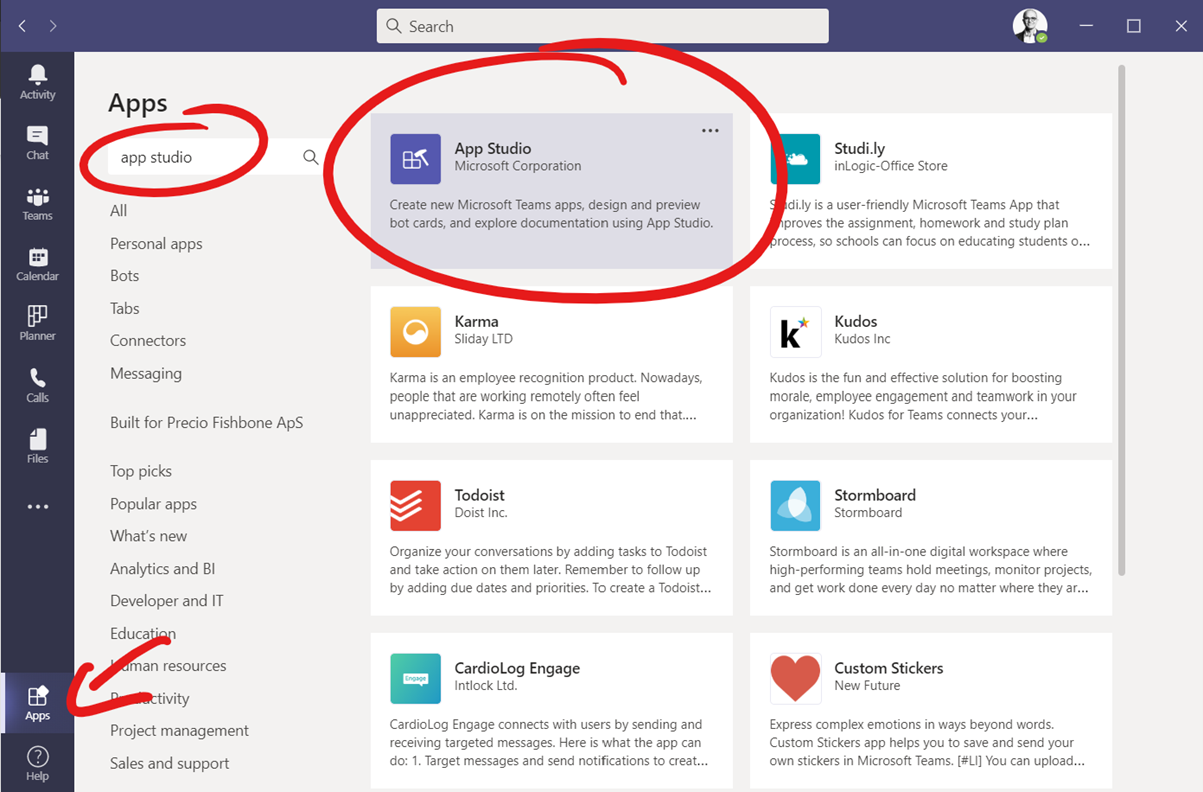 Search
Activity
Chat
Teams
Calendar
Planner
Calls
Files
Apps
Help
Apps
app studio
All
Personal apps
Bots
Tabs
Connectors
Messaging
Built for Precio Fishbone ApS
Top picks
Popular apps
What's new
Analytics and BI
Developer and IT
Education
Human resources
Productivity
Project management
Sales and support
App Studio
Microsoft Corporation
Create new Microsoft Teams apps, design and preview
bot cards, and explore documentation using App Studio.
Studi.ly
inLogic-Office Store
Studi.ly is a user-friendly Microsoft Teams App that
improves the assignment, homework and study plan
process, so schools can focus on educating students o...
Karma
Sliday LTD
Karma is an employee recognition product. Nowadays,
people that are working remotely often feel
unappreciated. Karma is on the mission to end that....
k
Kudos
Kudos Inc
Kudos is the fun and effective solution for boosting
morale, employee engagement and teamwork in your
organization! Kudos for Teams connects your...
Todoist
Doist Inc.
Organize your conversations by adding tasks to Todoist
and take action on them later. Remember to follow up
by adding due dates and priorities. To create a Todoist...
Stormboard
Stormboard
Stormboard is an all-in-one digital workspace where
high-performing teams hold meetings, monitor projects,
and get work done every day no matter where they ar...
Engage
CardioLog Engage
Intlock Ltd.
CardioLog Engage connects with users by sending and
receiving targeted messages. Here is what the app can
do: 1. Target messages and send notifications to creat...
Custom Stickers
New Future
Express complex emotions in ways beyond words.
Custom Stickers app helps you to save and send your
own stickers in Microsoft Teams. [#LI] You can upload...